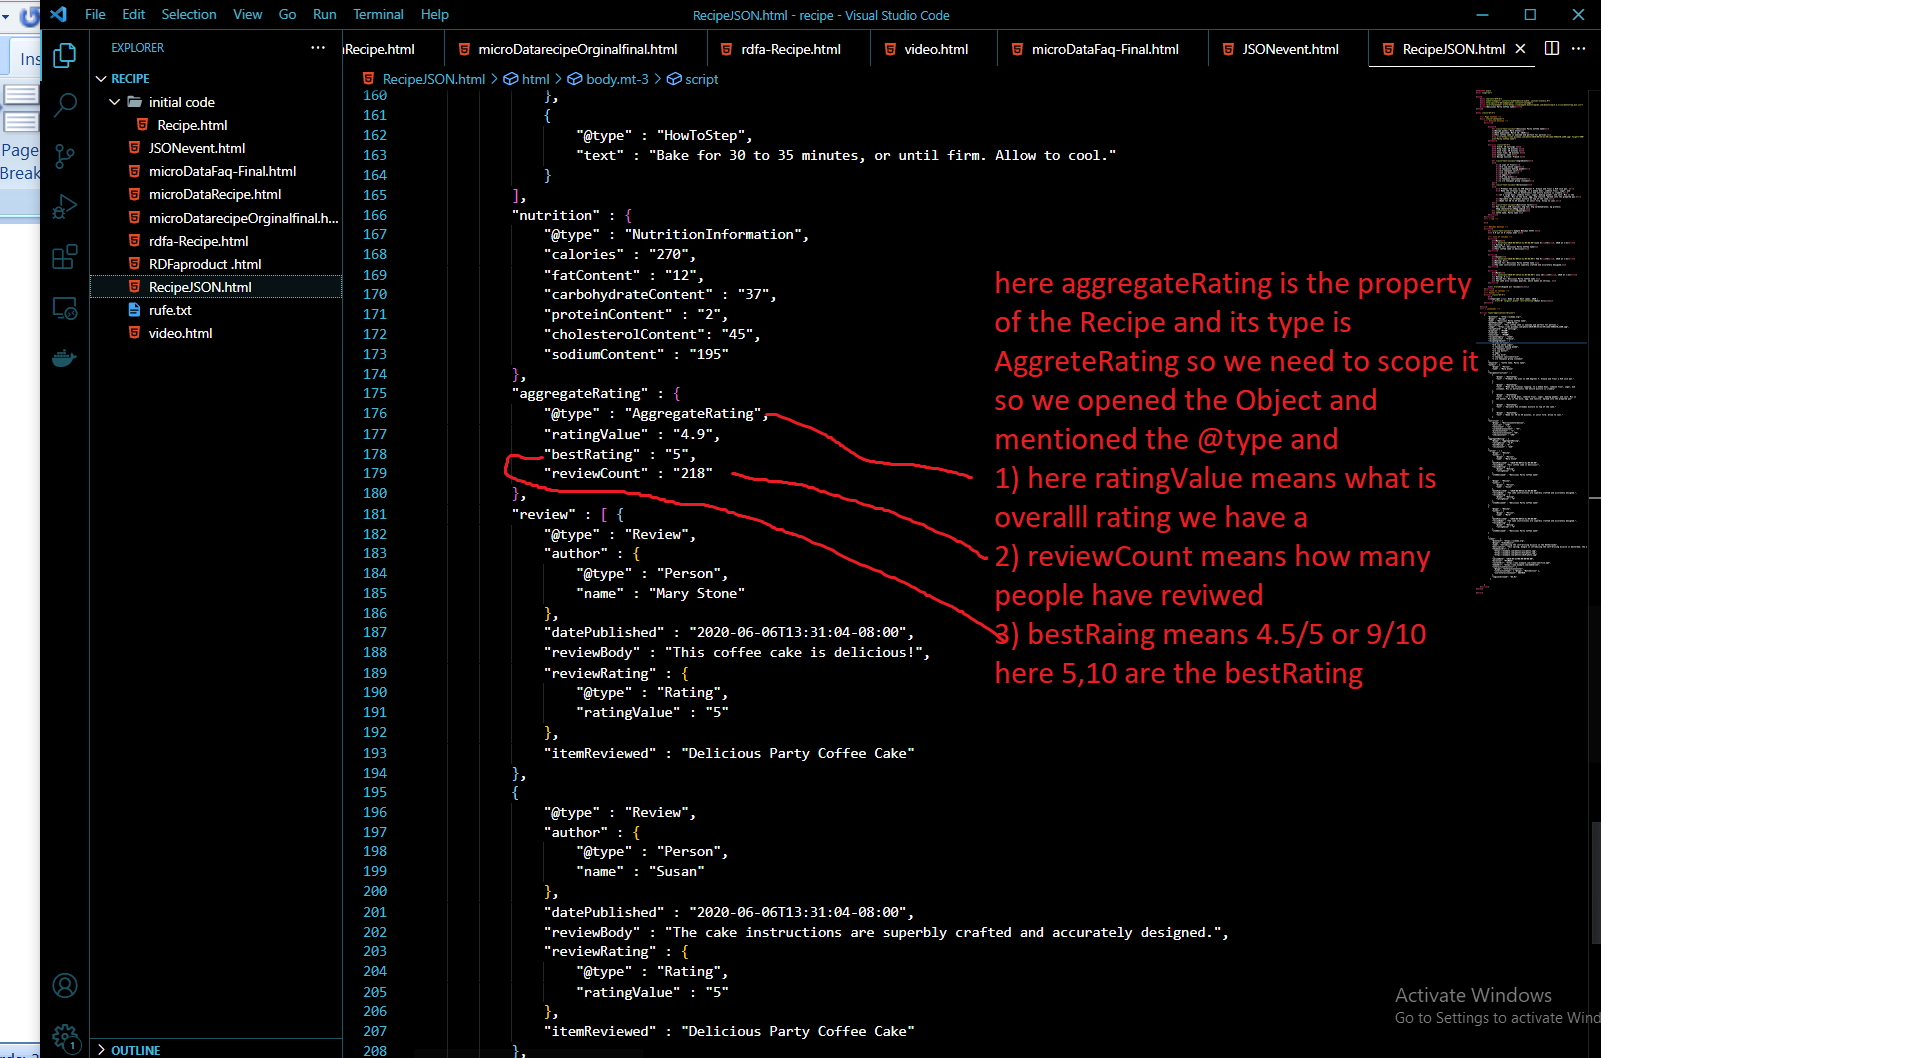 File Edit Selection View Go Run Terminal Help
RecipeJSON.html - recipe - Visual Studio Code
Ins
Page
Break
EXPLORER
RECIPE
initial code
Recipe.html
JSONevent.html
microDataFaq-Final.html
microDataRecipe.html
microDatarecipeOrginalfinal.h...
rdfa-Recipe.html
RDFaproduct .html
RecipeJSON.html
rufe.txt
video.html
OUTLINE
1
aRecipe.html microDatarecipeOrginalfinal.html rdfa-Recipe.html video.html microDataFaq-Final.html JSONevent.html RecipeJSON.html
RecipeJSON.html > html > body.mt-3 > script
160 },
161 {
162 "@type" : "HowToStep",
163 "text" : "Bake for 30 to 35 minutes, or until firm. Allow to cool."
164 }
165 ],
166 "nutrition" : {
167 "@type" : "NutritionInformation",
168 "calories" : "270",
169 "fatContent" : "12",
170 "carbohydrateContent" : "37",
171 "proteinContent" : "2",
172 "cholesterolContent": "45",
173 "sodiumContent" : "195"
174 },
175 "aggregateRating" : {
176 "@type" : "AggregateRating",
177 "ratingValue" : "4.9",
178 "bestRating" : "5",
179 "reviewCount" : "218"
180 },
181 "review" : [ {
182 "@type" : "Review",
183 "author" : {
184 "@type" : "Person",
185 "name" : "Mary Stone"
186 },
187 "datePublished" : "2020-06-06T13:31:04-08:00",
188 "reviewBody" : "This coffee cake is delicious!",
189 "reviewRating" : {
190 "@type" : "Rating",
191 "ratingValue" : "5"
192 },
193 "itemReviewed" : "Delicious Party Coffee Cake"
194 },
195 {
196 "@type" : "Review",
197 "author" : {
198 "@type" : "Person",
199 "name" : "Susan"
200 },
201 "datePublished" : "2020-06-06T13:31:04-08:00",
202 "reviewBody" : "The cake instructions are superbly crafted and accurately designed.",
203 "reviewRating" : {
204 "@type" : "Rating",
205 "ratingValue" : "5"
206 },
207 "itemReviewed" : "Delicious Party Coffee Cake"
208 },
here aggregateRating is the property
of the Recipe and its type is
AggreteRating so we need to scope it
so we opened the Object and
mentioned the @type and
1) here ratingValue means what is
overalll rating we have a
2) reviewCount means how many
people have reviwed
3) bestRaing means 4.5/5 or 9/10
here 5,10 are the bestRating
Activate Windows
Go to Settings to activate Wind